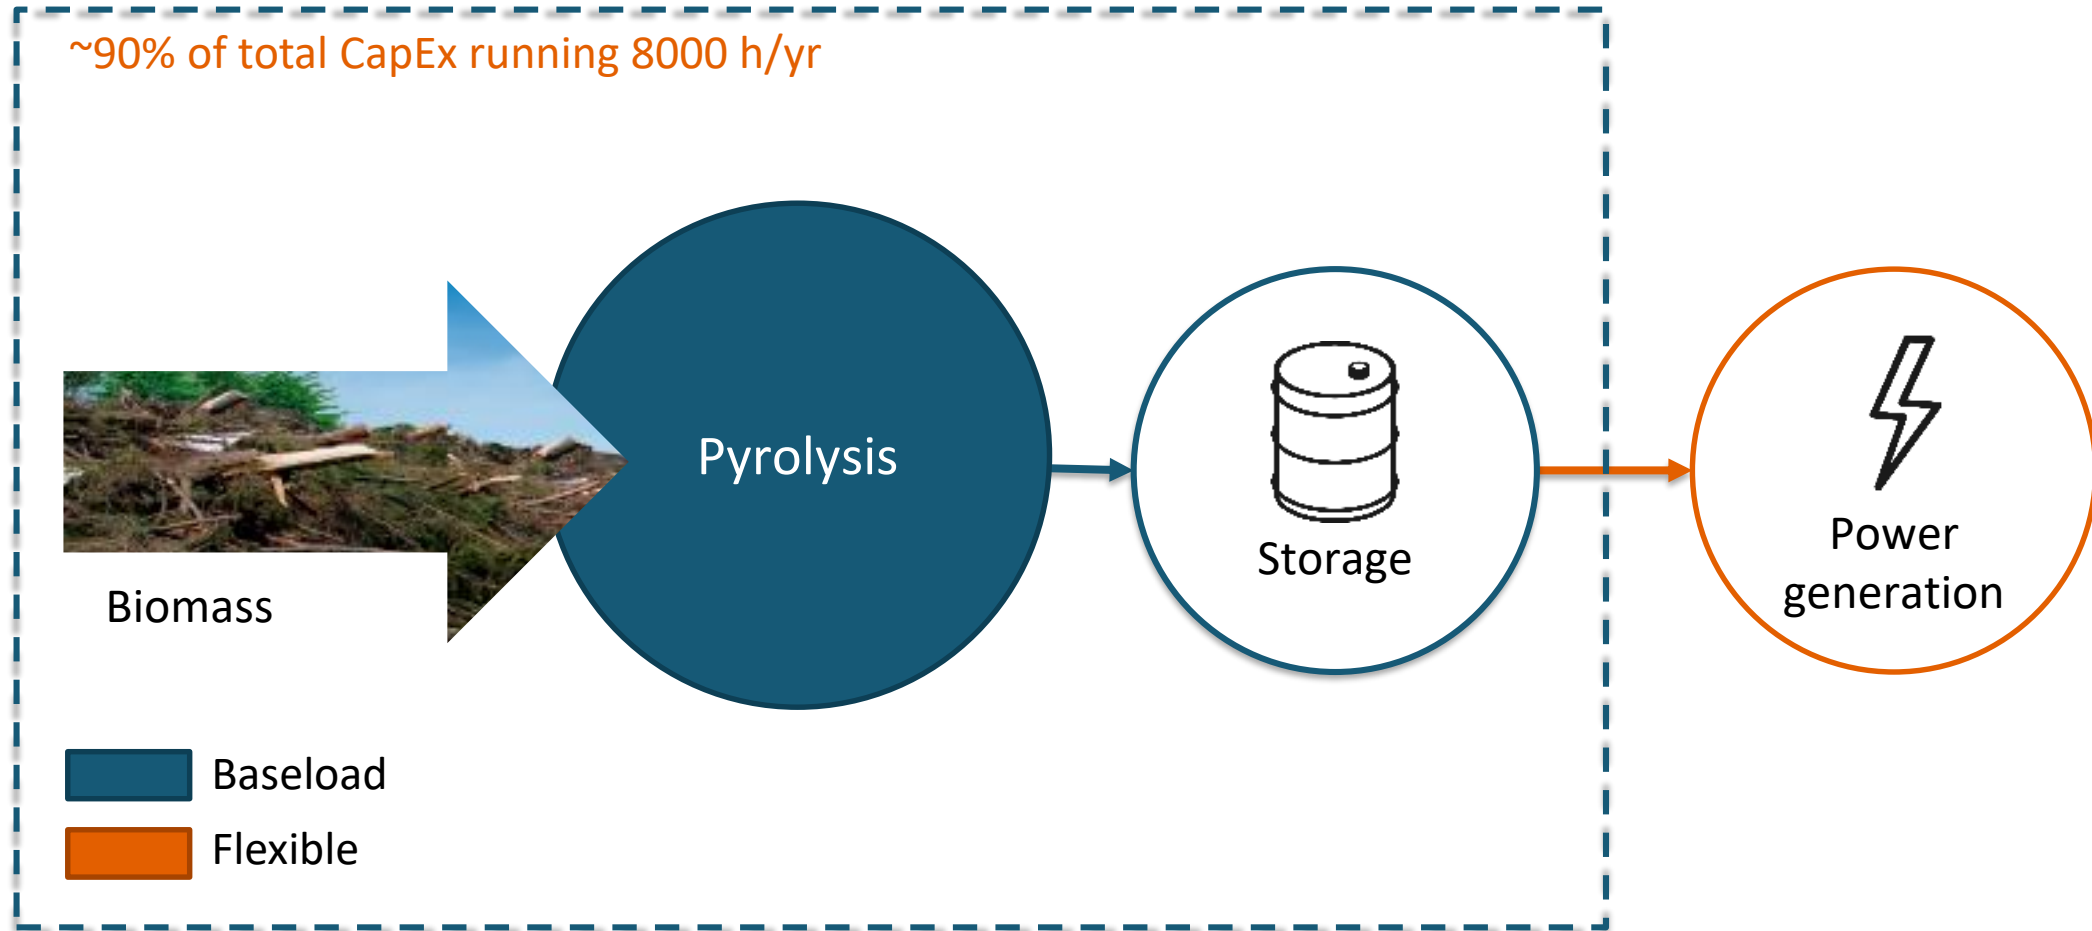 ~90% of total CapEx running 8000 h/yr
Pyrolysis
Storage
Power
generation
Biomass
Baseload
Flexible